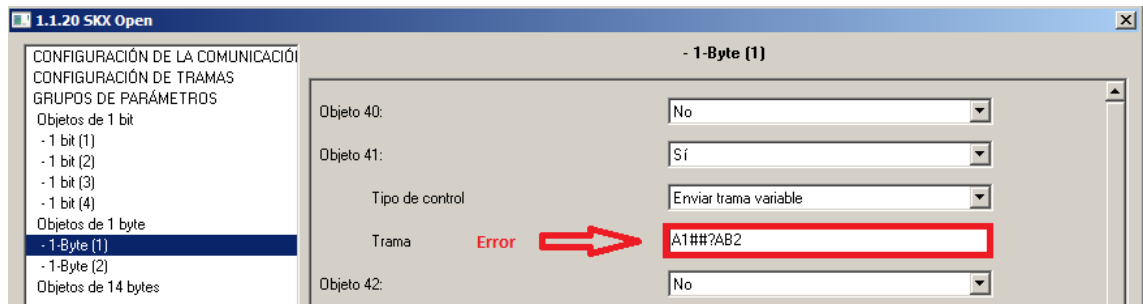 1.1.20 SKX Open
CONFIGURACIÓN DE LA COMUNICACIÓ
CONFIGURACIÓN DE TRAMAS
GRUPOS DE PARÁMETROS
Objetos de 1 bit
- 1 bit (1)
- 1 bit (2)
- 1 bit (3)
- 1 bit (4)
Objetos de 1 byte
- 1-Byte (1)
- 1-Byte (2)
Objetos de 14 bytes
- 1-Byte (1)
Objeto 40: No
Objeto 41: Sí
Tipo de control Enviar trama variable
Trama Error A1##?AB2
Objeto 42: No